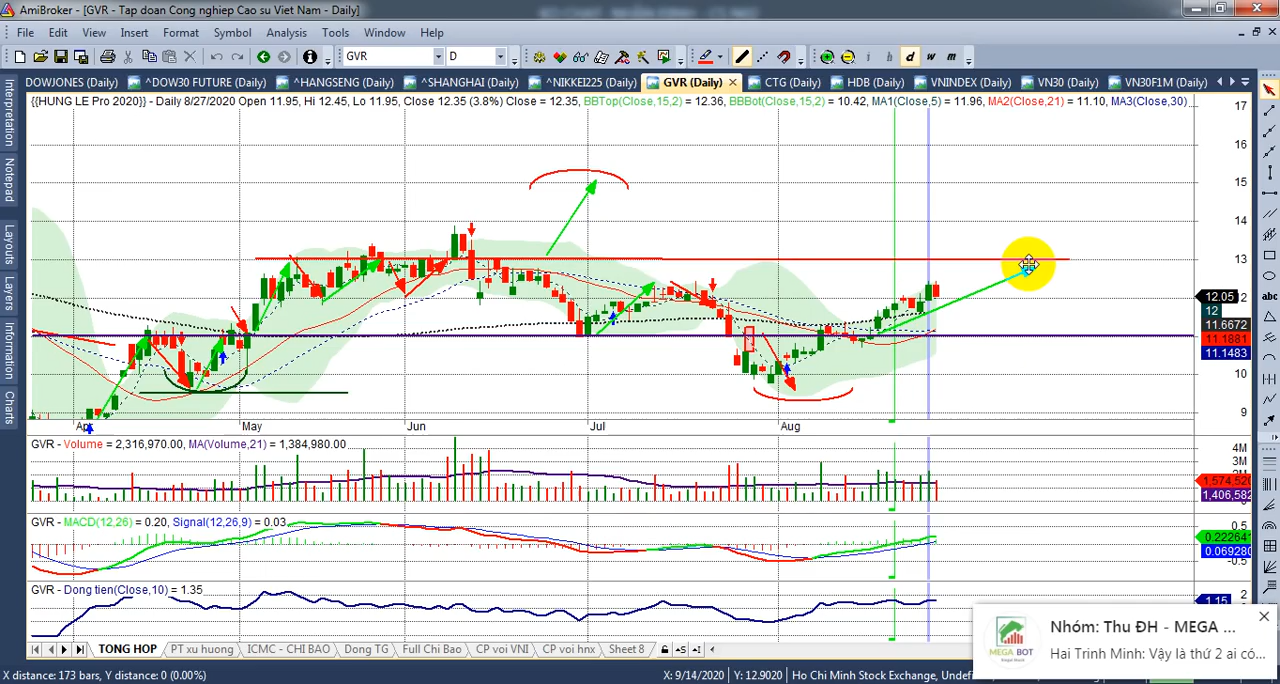 AmiBroker - [GVR - Tap doan Cong nghiep Cao su Viet Nam - Daily]
File Edit View Insert Format Symbol Analysis Tools Window Help
GVR D d w m
DOWJONES (Daily) ^DOW30 FUTURE (Daily) ^HANGSENG (Daily) ^SHANGHAI (Daily) ^NIKKEI225 (Daily) GVR (Daily) CTG (Daily) HDB (Daily) VNINDEX (Daily) VN30 (Daily) VN30F1M (Daily)
{{HUNG LE Pro 2020}} - Daily 8/27/2020 Open 11.95, Hi 12.45, Lo 11.95, Close 12.35 (3.8%) Close = 12.35, BBTop(Close,15,2) = 12.36, BBBot(Close,15,2) = 10.42, MA1(Close,5) = 11.96, MA2(Close,21) = 11.10, MA3(Close,30)
Interpretation
Notepad
Layouts
Layers
Information
Charts
abc
17
16
15
14
13
12.05
12
11.6672
11.1881
11.1483
10
9
Apr May Jun Jul Aug
GVR - Volume = 2,316,970.00, MA(Volume,21) = 1,384,980.00
4M
3M
2M
1,574,520
1,406,582
GVR - MACD(12,26) = 0.20, Signal(12,26,9) = 0.03
0.5
0.22264
0.069280
-0.5
GVR - Dong tien(Close,10) = 1.35
2
1.15
Nhóm: Thu ĐH - MEGA ...
Hai Trinh Minh: Vậy là thứ 2 ai có...
MEGA BOT
TONG HOP PT xu huong ICMC - CHI BAO Dong TG Full Chi Bao CP voi VNI CP voi hnx Sheet 8
X distance: 173 bars, Y distance: 0 (0.00%) X: 9/14/2020 Y: 12.9020 Ho Chi Minh Stock Exchange, Undef